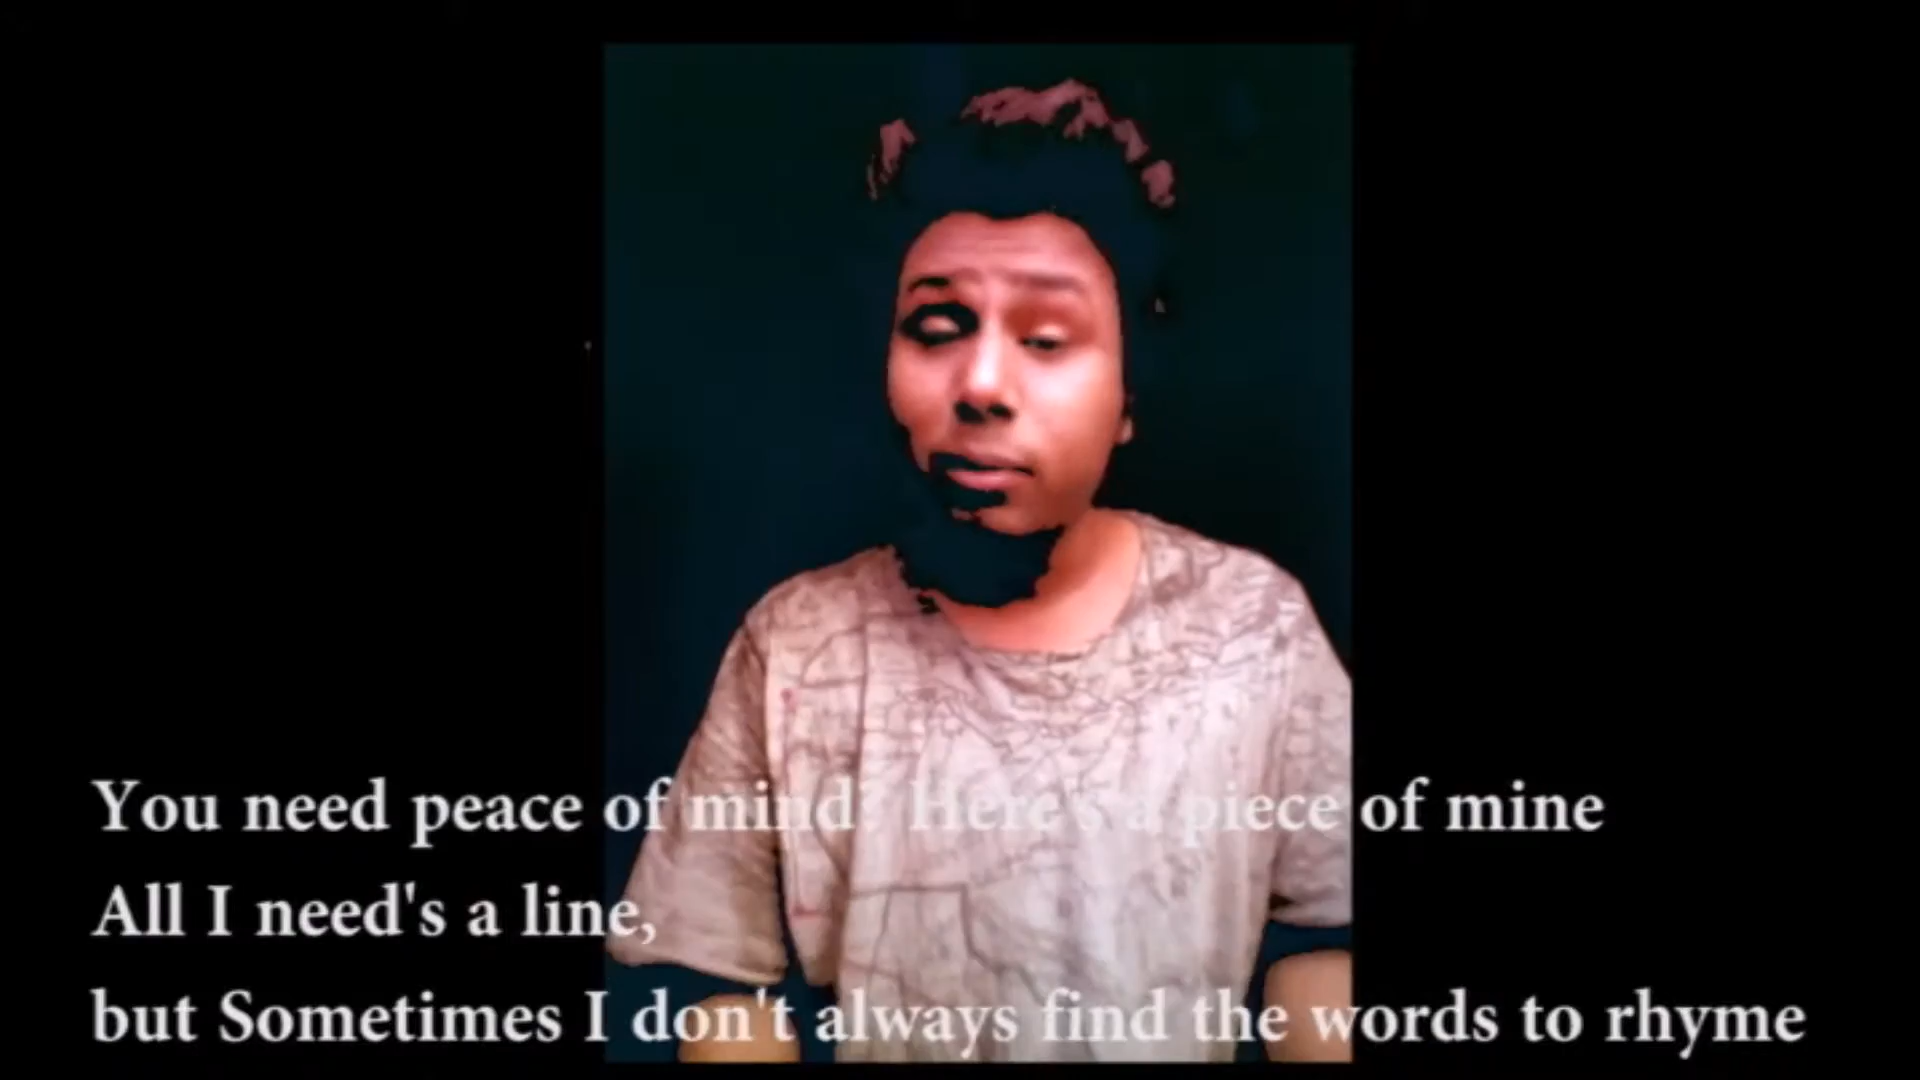 You need peace of mind? Here's a piece of mine
All I need's a line,
but Sometimes I don't always find the words to rhyme